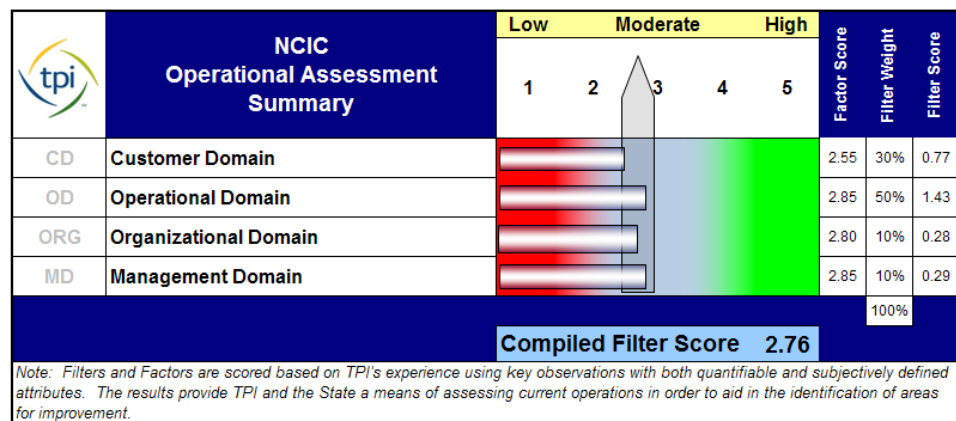 tpi
NCIC
Operational Assessment
Summary
Low Moderate High
1 2 3 4 5
Factor Score
Filter Weight
Filter Score
CD Customer Domain 2.55 30% 0.77
OD Operational Domain 2.85 50% 1.43
ORG Organizational Domain 2.80 10% 0.28
MD Management Domain 2.85 10% 0.29
100%
Compiled Filter Score 2.76
Note: Filters and Factors are scored based on TPI's experience using key observations with both quantifiable and subjectively defined
attributes. The results provide TPI and the State a means of assessing current operations in order to aid in the identification of areas
for improvement.